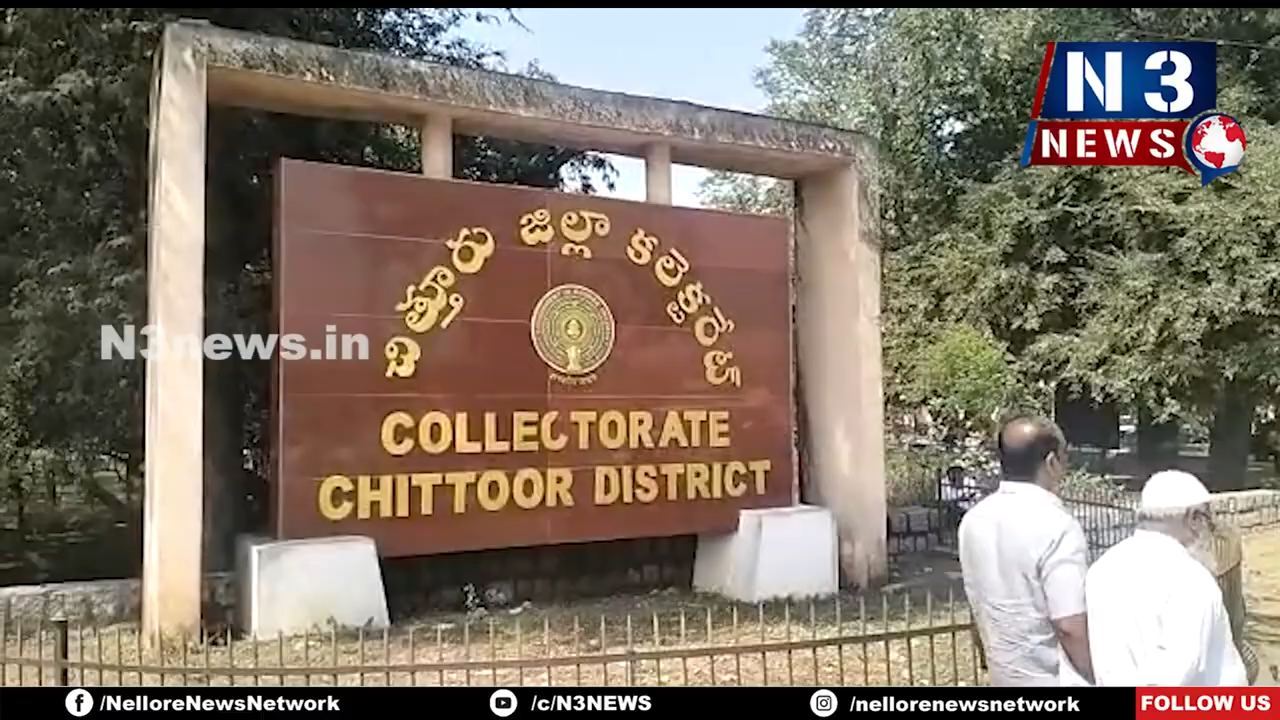 N3
NEWS
చిత్తూరు జిల్లా కలెక్టరేట్
N3news.in
COLLECTORATE
CHITTOOR DISTRICT
/NelloreNewsNetwork
/c/N3NEWS
/nellorenewsnetwork
FOLLOW US